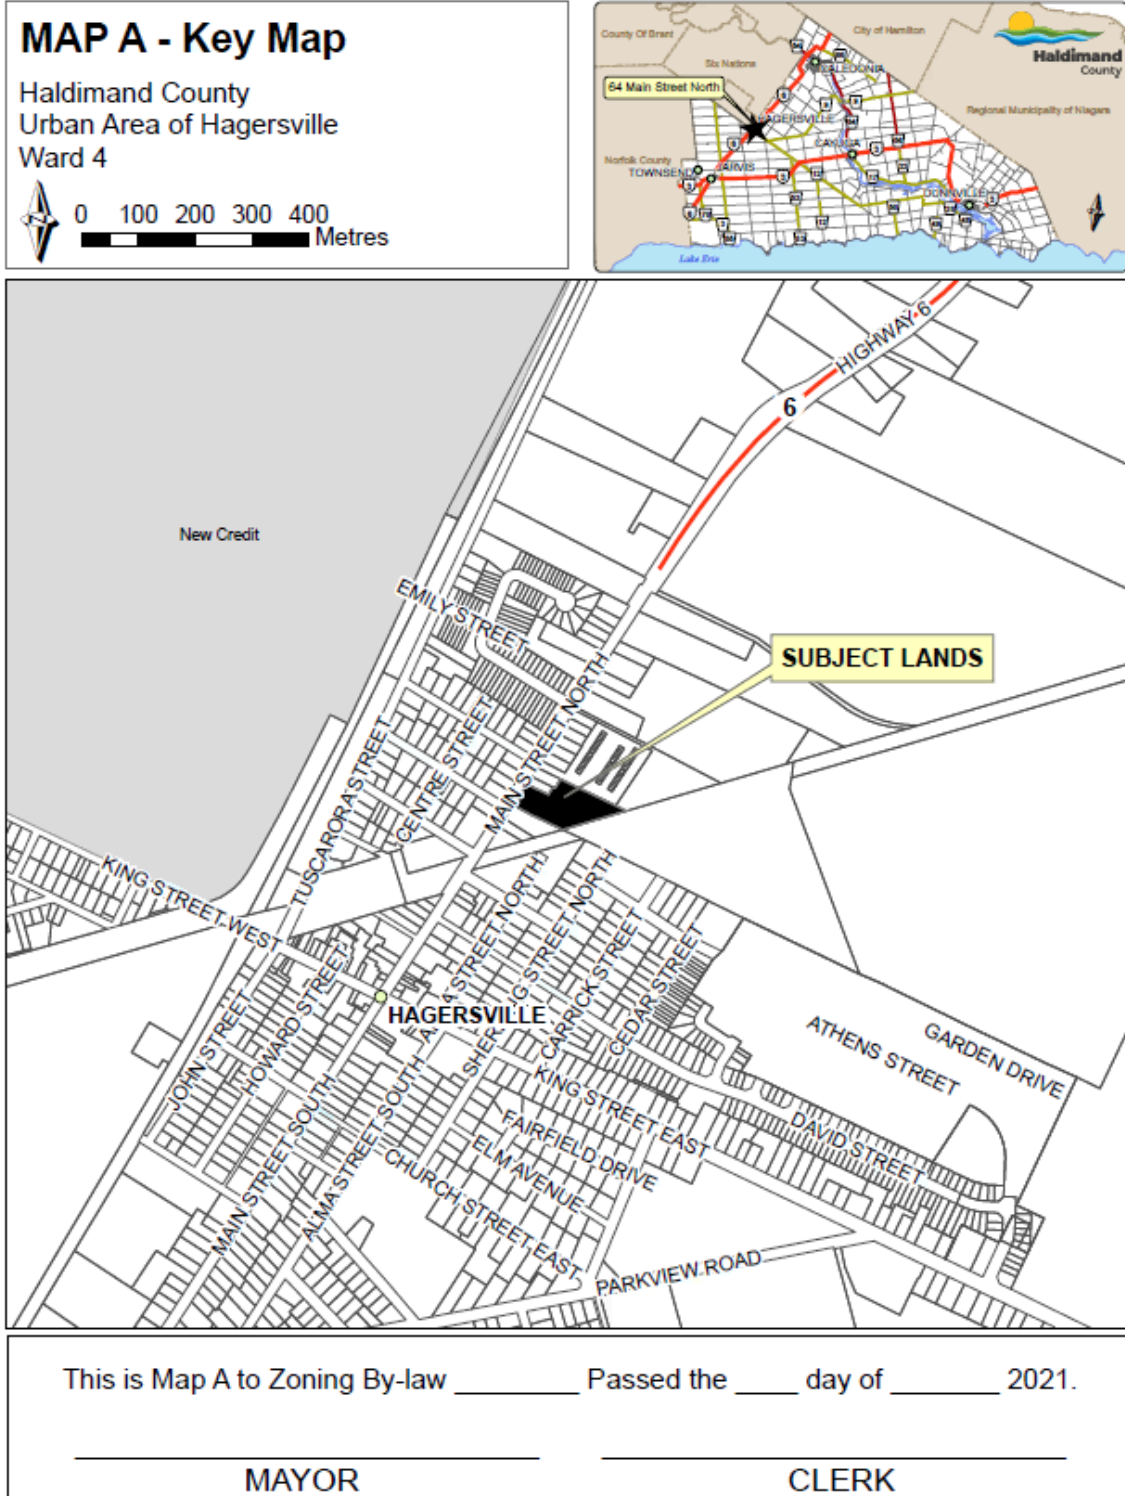 MAP A - Key Map
Haldimand County
Urban Area of Hagersville
Ward 4
N
0 100 200 300 400
Metres
County Of Brant
City of Hamilton
Six Nations
CALEDONIA
Haldimand
County
64 Main Street North
HAGERSVILLE
Regional Municipality of Niagara
CAYUGA
Norfolk County
TOWNSEND
JARVIS
DUNNVILLE
Lake Erie
HIGHWAY 6
6
New Credit
EMILY STREET
SUBJECT LANDS
MAIN STREET NORTH
CENTRE STREET
TUSCARORA STREET
KING STREET WEST
STREET NORTH
STREET NORTH
CARRICK STREET
CEDAR STREET
HAGERSVILLE
JOHN STREET
HOWARD STREET
ATHENS STREET
GARDEN DRIVE
KING STREET EAST
DAVID STREET
FAIRFIELD DRIVE
ELM AVENUE
MAIN STREET SOUTH
ALMA STREET SOUTH
CHURCH STREET EAST
PARKVIEW ROAD
This is Map A to Zoning By-law ________ Passed the ____ day of _______ 2021.
MAYOR
CLERK